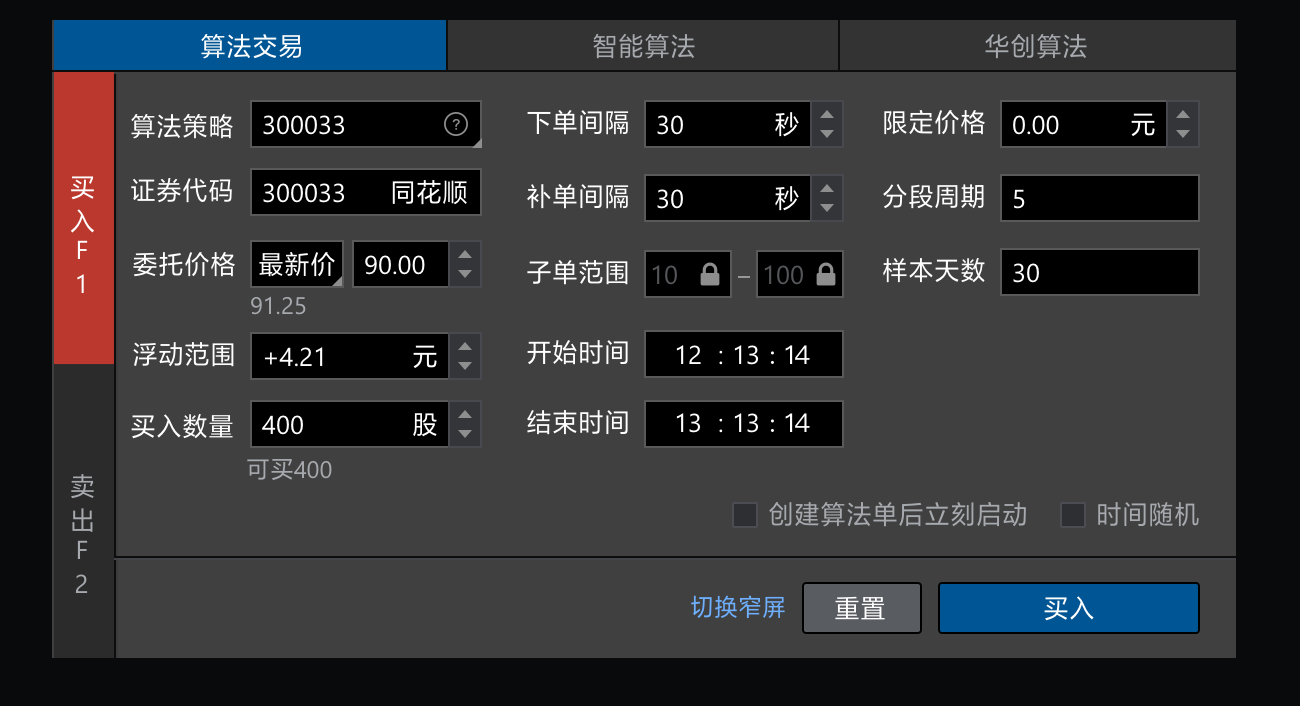 算法交易 智能算法 华创算法
买入F1
算法策略 300033 ? 下单间隔 30 秒 限定价格 0.00 元
证券代码 300033 同花顺 补单间隔 30 秒 分段周期 5
委托价格 最新价 90.00 子单范围 10 – 100 样本天数 30
91.25
浮动范围 +4.21 元 开始时间 12 : 13 : 14
买入数量 400 股 结束时间 13 : 13 : 14
可买400
卖出F2
创建算法单后立刻启动 时间随机
切换窄屏 重置 买入